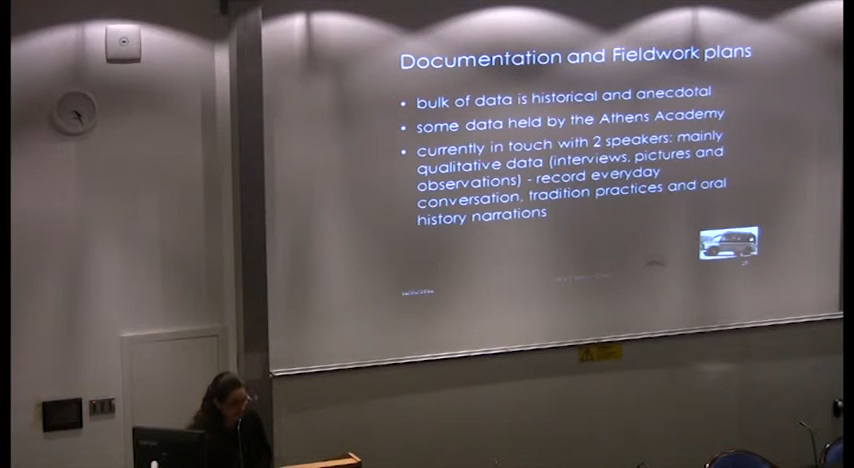 Documentation and Fieldwork plans
• bulk of data is historical and anecdotal
• some data held by the Athens Academy
• currently in touch with 2 speakers: mainly
qualitative data (interviews, pictures and
observations) - record everyday
conversation, tradition practices and oral
history narrations